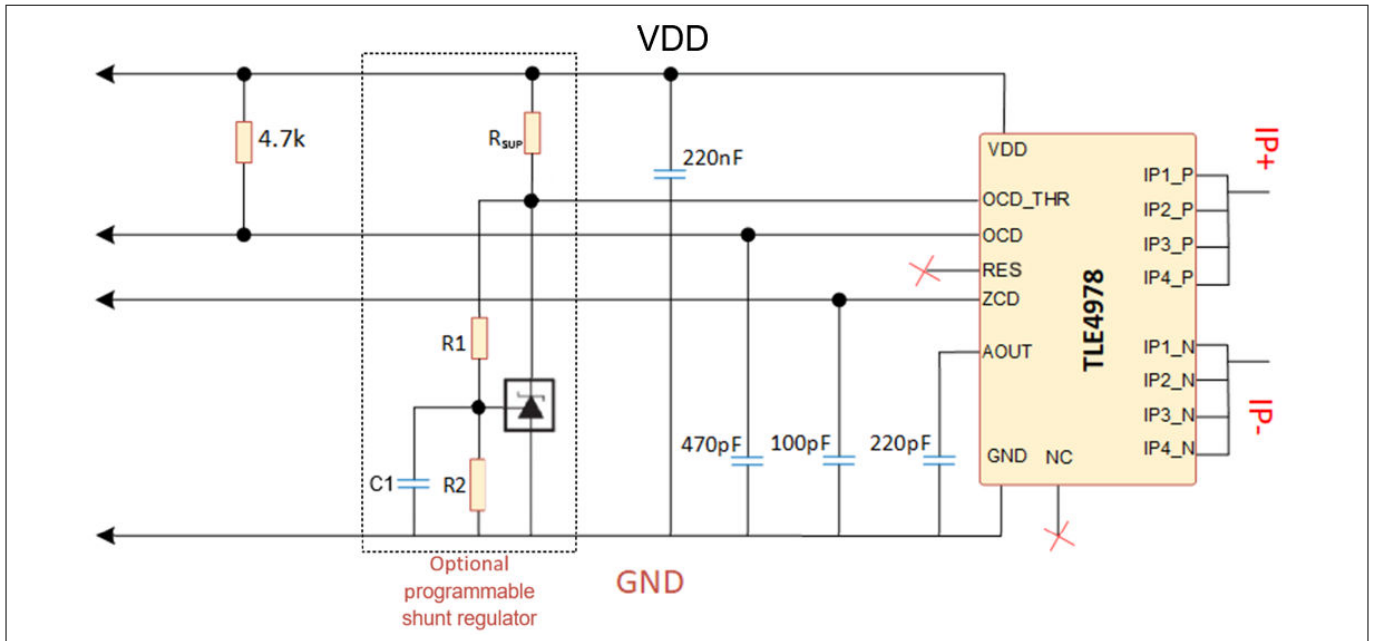 VDD
4.7k
RSUP
220nF
R1
C1
R2
470pF
100pF
220pF
VDD
OCD_THR
OCD
RES
ZCD
AOUT
GND
NC
TLE4978
IP1_P
IP2_P
IP3_P
IP4_P
IP1_N
IP2_N
IP3_N
IP4_N
IP+
IP-
Optional
programmable
shunt regulator
GND